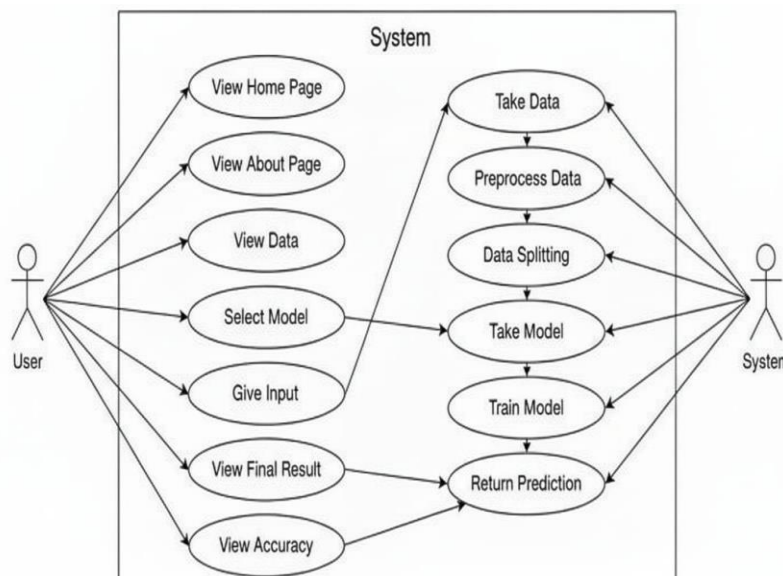 System
View Home Page
View About Page
View Data
Select Model
Give Input
View Final Result
View Accuracy
Take Data
Preprocess Data
Data Splitting
Take Model
Train Model
Return Prediction
User
System